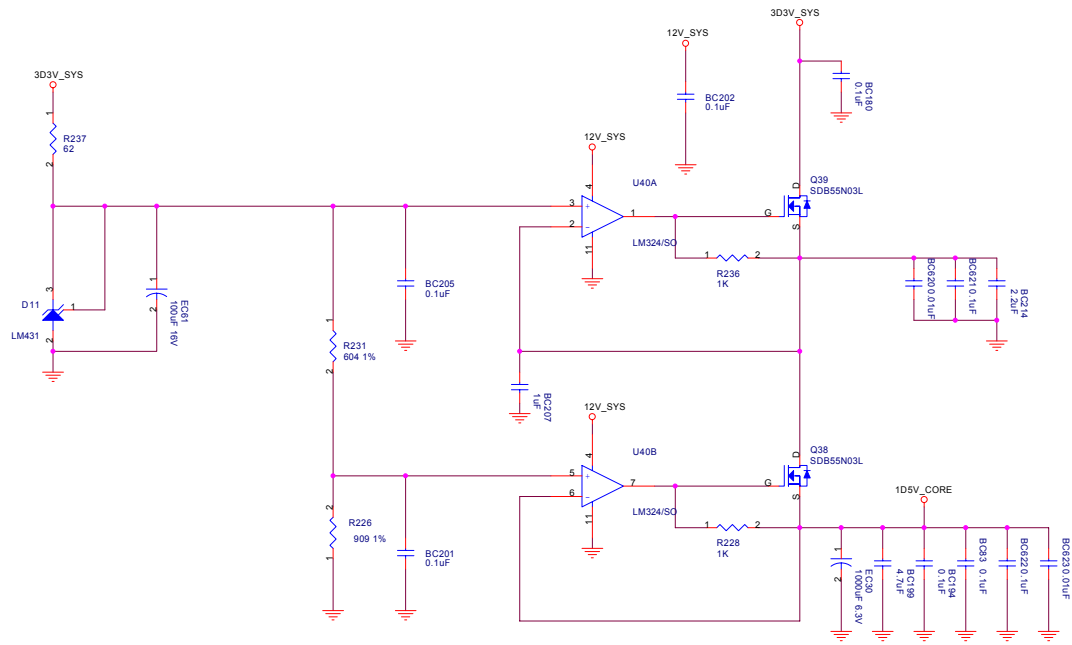 3D3V_SYS
1
R237
62
2
3
D11
1
LM431
2
1
EC61
100uF 16V
2
BC205
0.1uF
1
R231
604 1%
2
2
R226
909 1%
1
BC201
0.1uF
12V_SYS
BC202
0.1uF
3D3V_SYS
BC180
0.1uF
12V_SYS
U40A
4
3
+
1
2
-
11
LM324/SO
Q39
SDB55N03L
D
G
S
1
2
R236
1K
BC620 0.01uF
BC621 0.1uF
BC214
2.2uF
BC207
1uF
12V_SYS
U40B
4
5
+
7
6
-
11
LM324/SO
Q38
SDB55N03L
D
G
S
1
2
R228
1K
1D5V_CORE
1
EC30
1000uF 6.3V
2
BC199
4.7uF
BC194
0.1uF
BC83 0.1uF
BC622 0.1uF
BC623 0.01uF